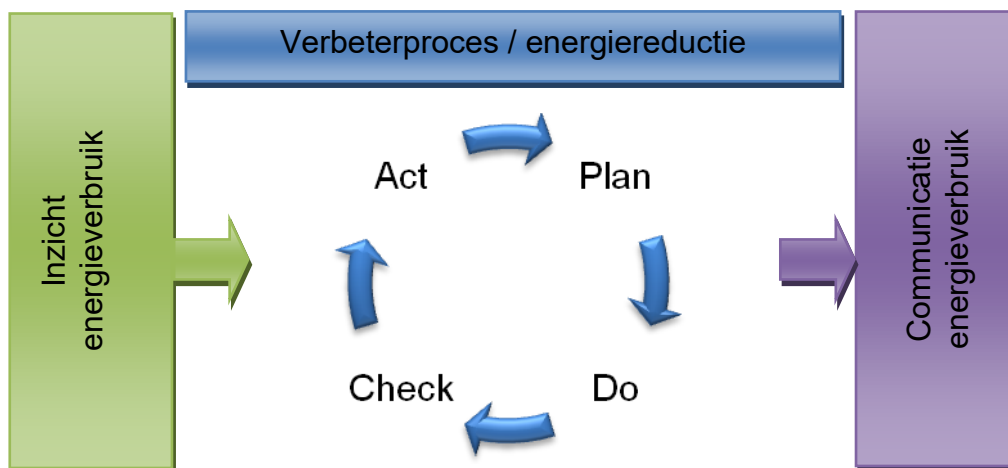 Inzicht
energieverbruik
Verbeterproces / energiereductie
Act
Plan
Check
Do
Communicatie
energieverbruik